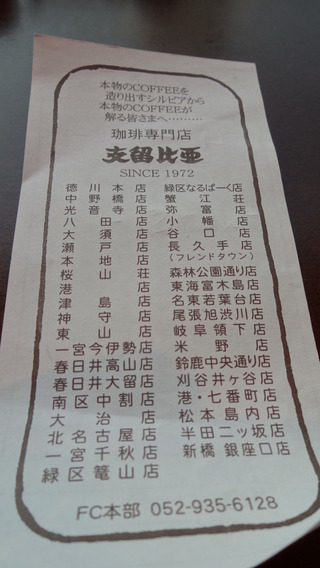 本物のCOFFEEを
造り出すシルビアから
本物のCOFFEEが
解る皆さまへ………
珈琲専門店
支留比亜
SINCE 1972
徳川本店
中野橋店
光音寺店
八田店
大須店
瀬戸店
本地店
桜山荘
港店
津島店
神守店
東山店
一宮今伊勢店
春日井高山店
春日井大留店
南区中割店
大治店
北名古屋店
一宮千秋店
緑区篭山店
緑区なるぱーく店
蟹江荘
弥富店
小幡店
谷口店
長久手店
(フレンドタウン)
森林公園通り店
東海富木島店
名東若葉台店
尾張旭渋川店
岐阜領下店
米野店
鈴鹿中央通り店
刈谷井ヶ谷店
港・七番町店
松本島内店
半田二ッ坂店
新橋 銀座口店
FC本部 052-935-6128